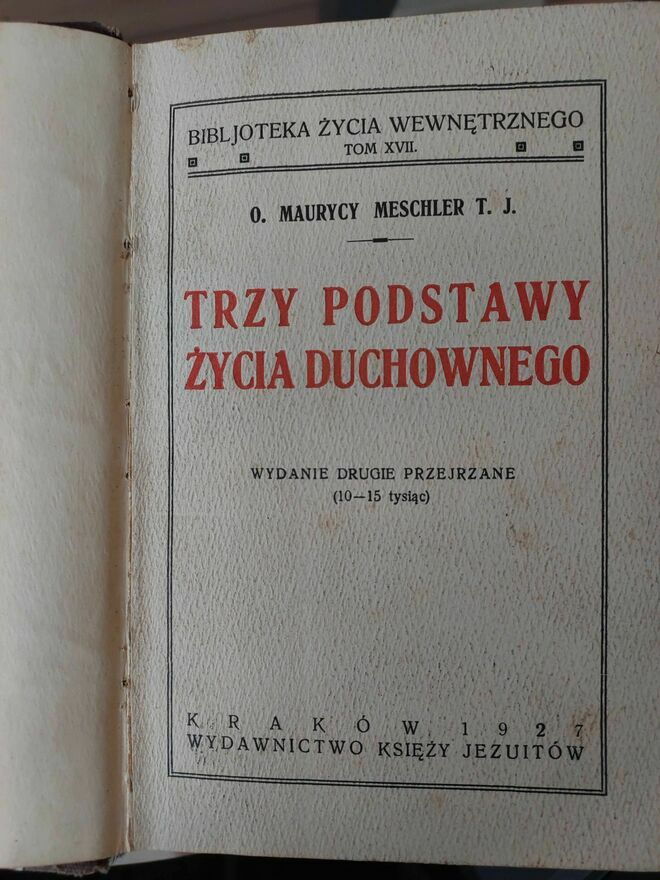 BIBLJOTEKA ŻYCIA WEWNĘTRZNEGO
TOM XVII.
O. MAURYCY MESCHLER T. J.
TRZY PODSTAWY
ŻYCIA DUCHOWNEGO
WYDANIE DRUGIE PRZEJRZANE
(10—15 tysiąc)
KRAKÓW 1927
WYDAWNICTWO KSIĘŻY JEZUITÓW